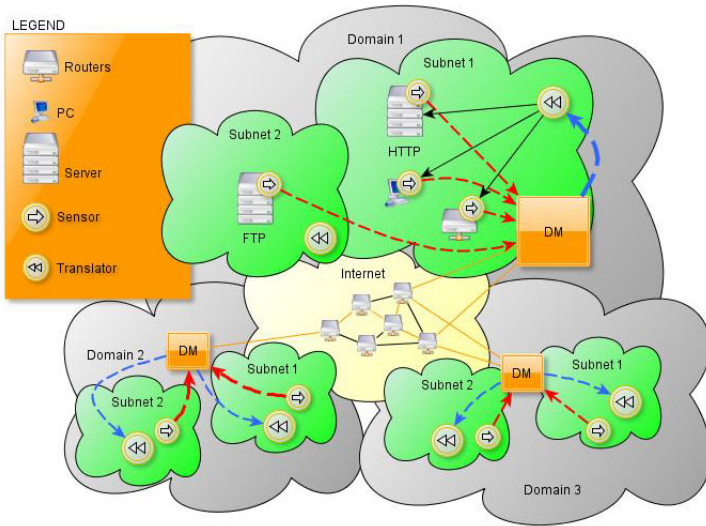 LEGEND
Routers
PC
Server
Sensor
Translator
Domain 1
Subnet 1
HTTP
Subnet 2
FTP
DM
Internet
Domain 2
DM
Subnet 1
Subnet 2
DM
Subnet 1
Subnet 2
Domain 3